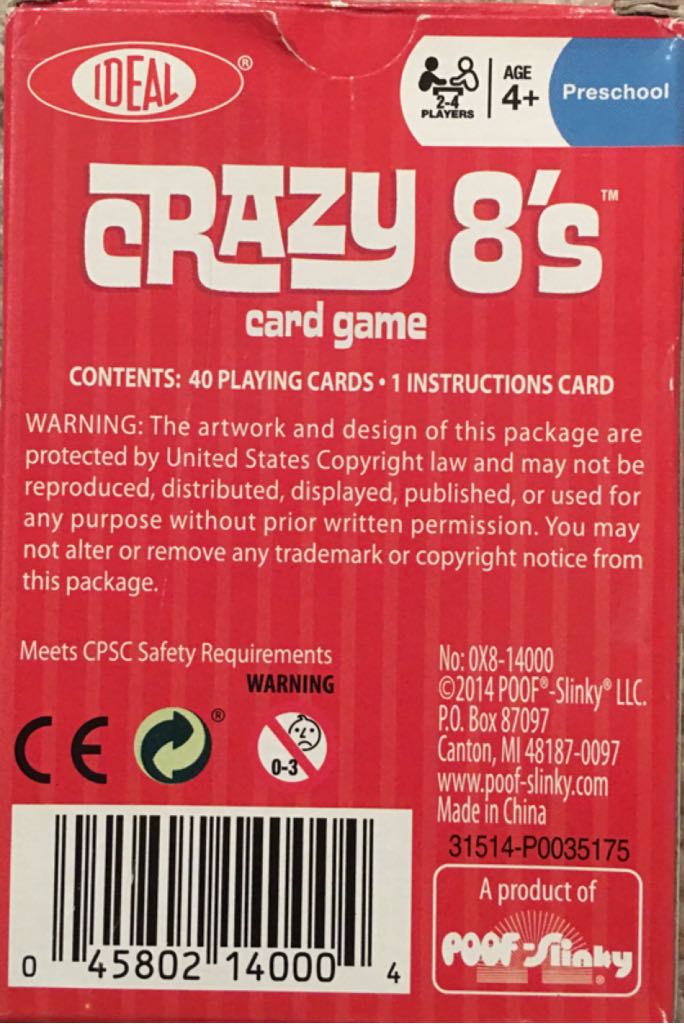 IDEAL®
2-4
PLAYERS
AGE
4+
Preschool
CRAZY 8's™
card game
CONTENTS: 40 PLAYING CARDS • 1 INSTRUCTIONS CARD
WARNING: The artwork and design of this package are
protected by United States Copyright law and may not be
reproduced, distributed, displayed, published, or used for
any purpose without prior written permission. You may
not alter or remove any trademark or copyright notice from
this package.
Meets CPSC Safety Requirements
WARNING
CE
®
0-3
No: 0X8-14000
©2014 POOF®-Slinky® LLC.
P.O. Box 87097
Canton, MI 48187-0097
www.poof-slinky.com
Made in China
31514-P0035175
A product of
POOF-Slinky®
0 45802 14000 4